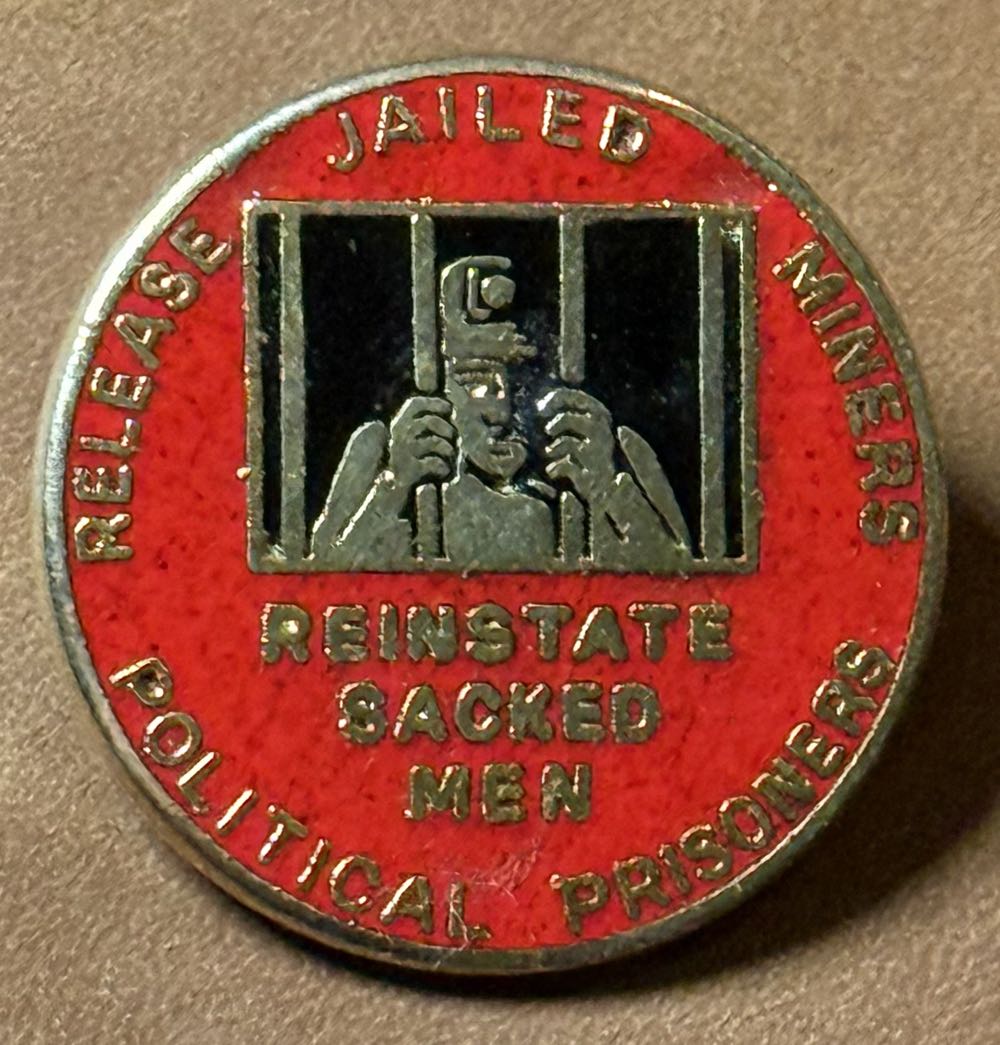 RELEASE JAILED MINERS
REINSTATE
SACKED
MEN
POLITICAL PRISONERS